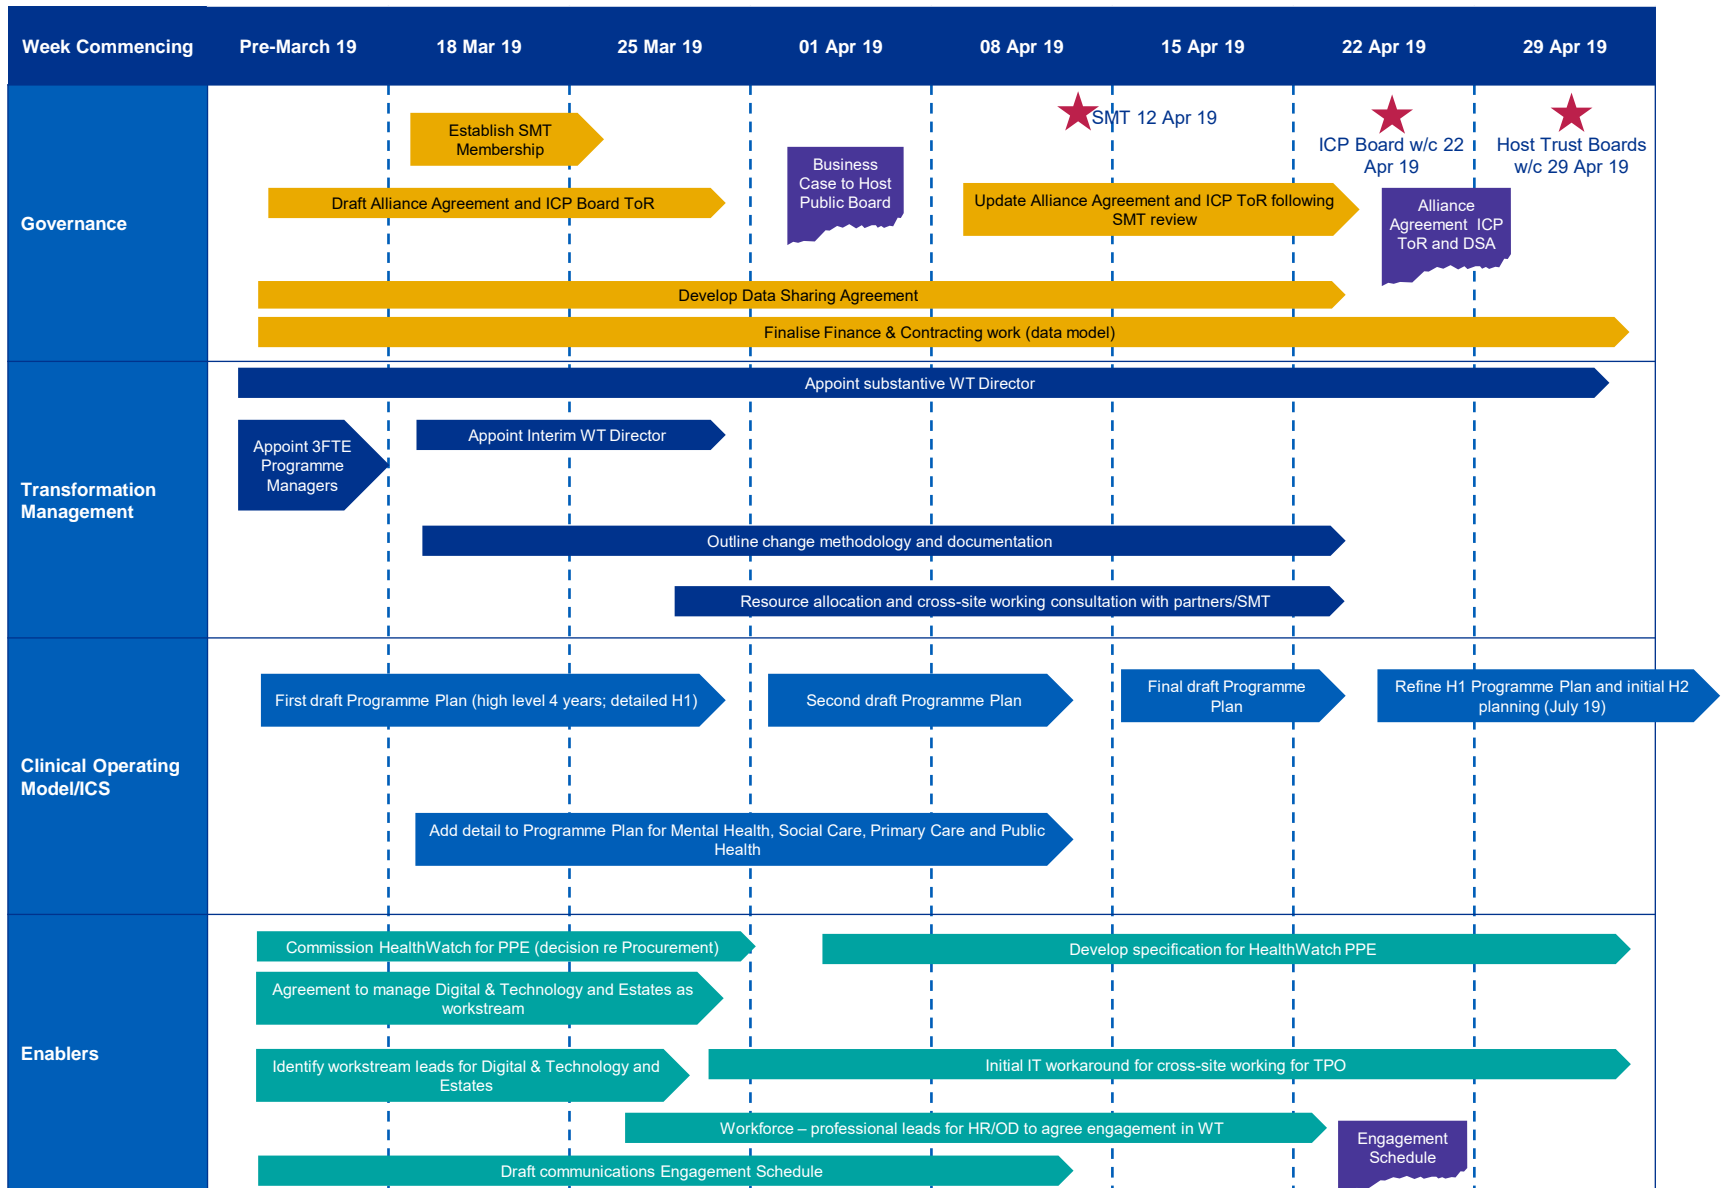 Week Commencing
Pre-March 19
18 Mar 19
25 Mar 19
01 Apr 19
08 Apr 19
15 Apr 19
22 Apr 19
29 Apr 19
Governance
Establish SMT
Membership
SMT 12 Apr 19
ICP Board w/c 22
Apr 19
Host Trust Boards
w/c 29 Apr 19
Business
Case to Host
Public Board
Draft Alliance Agreement and ICP Board ToR
Update Alliance Agreement and ICP ToR following
SMT review
Alliance
Agreement ICP
ToR and DSA
Develop Data Sharing Agreement
Finalise Finance & Contracting work (data model)
Transformation
Management
Appoint substantive WT Director
Appoint 3FTE
Programme
Managers
Appoint Interim WT Director
Outline change methodology and documentation
Resource allocation and cross-site working consultation with partners/SMT
Clinical Operating
Model/ICS
First draft Programme Plan (high level 4 years; detailed H1)
Second draft Programme Plan
Final draft Programme
Plan
Refine H1 Programme Plan and initial H2
planning (July 19)
Add detail to Programme Plan for Mental Health, Social Care, Primary Care and Public
Health
Enablers
Commission HealthWatch for PPE (decision re Procurement)
Develop specification for HealthWatch PPE
Agreement to manage Digital & Technology and Estates as
workstream
Identify workstream leads for Digital & Technology and
Estates
Initial IT workaround for cross-site working for TPO
Workforce – professional leads for HR/OD to agree engagement in WT
Engagement
Schedule
Draft communications Engagement Schedule